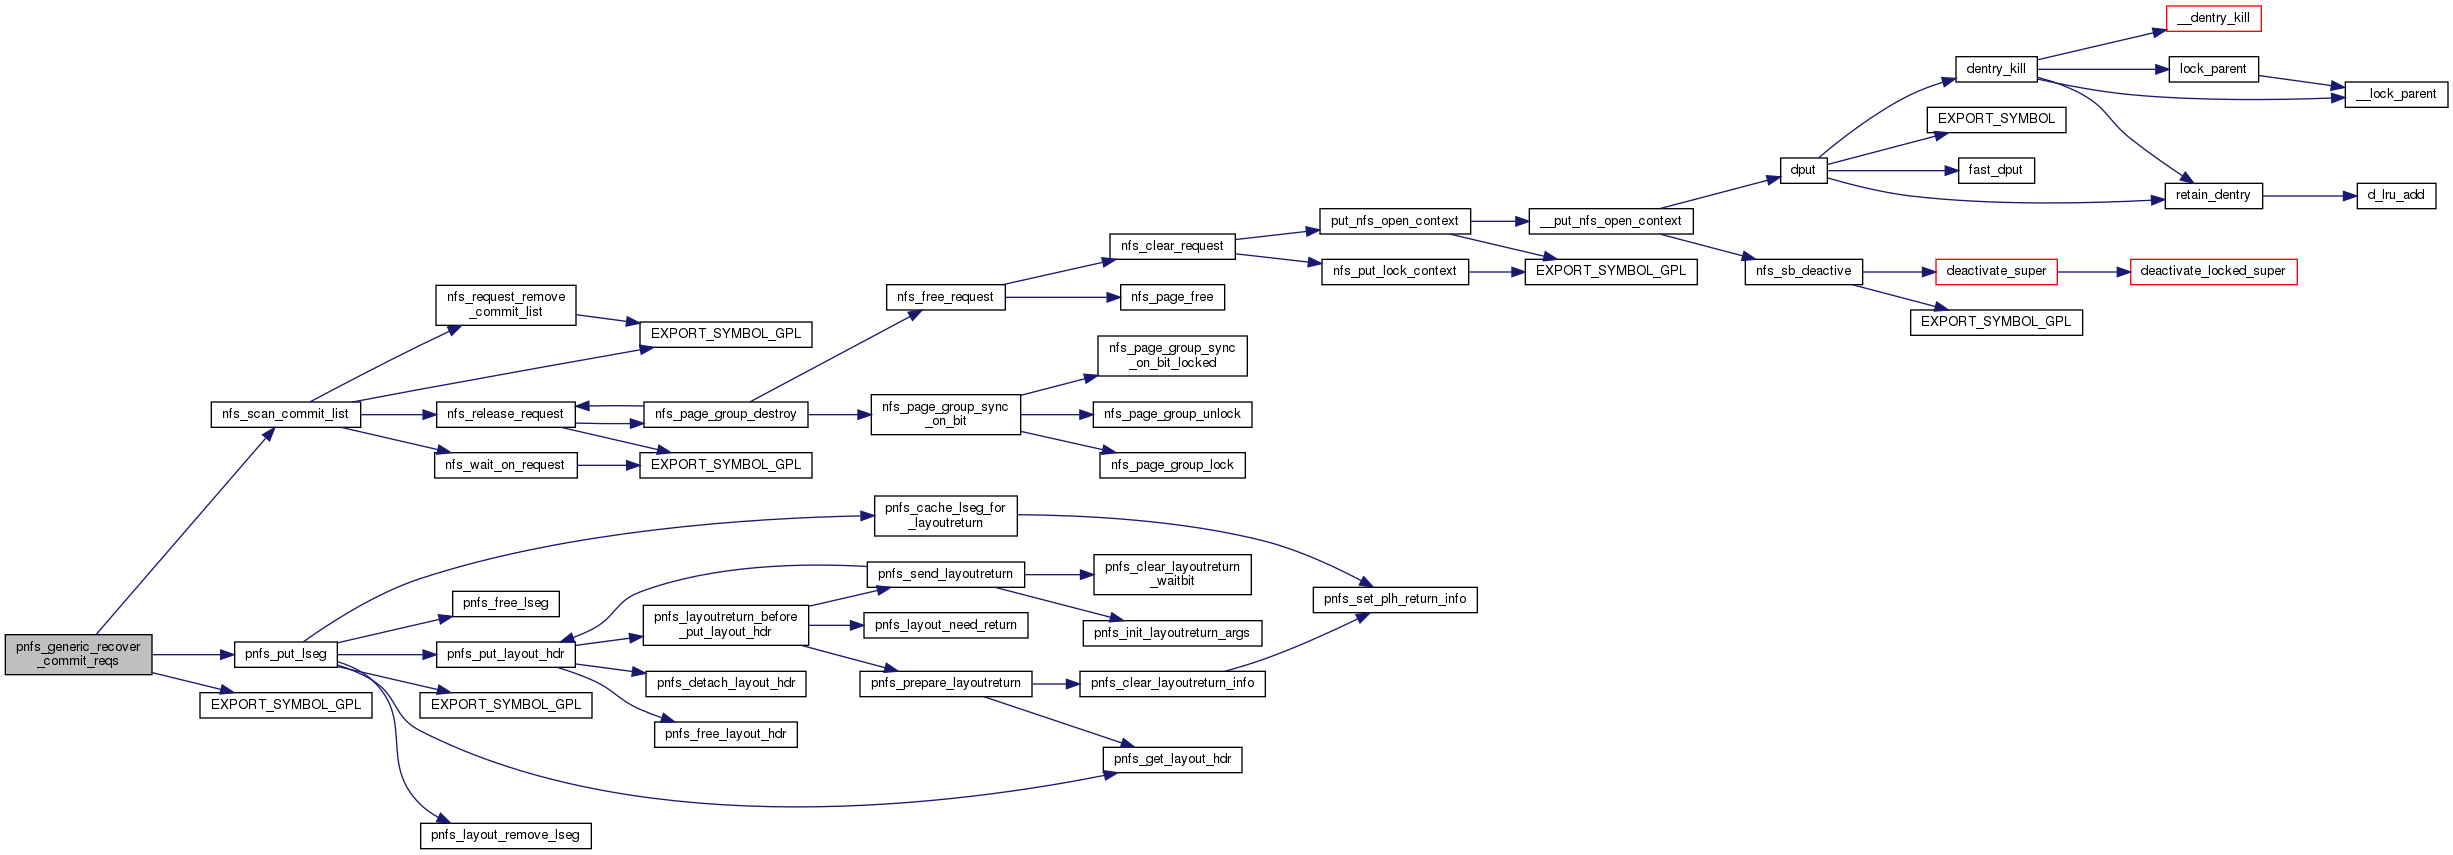 __dentry_kill
dentry_kill
lock_parent
__lock_parent
EXPORT_SYMBOL
dput
fast_dput
retain_dentry
d_lru_add
put_nfs_open_context
__put_nfs_open_context
nfs_clear_request
nfs_put_lock_context
EXPORT_SYMBOL_GPL
nfs_sb_deactive
deactivate_super
deactivate_locked_super
EXPORT_SYMBOL_GPL
nfs_free_request
nfs_page_free
nfs_request_remove
_commit_list
EXPORT_SYMBOL_GPL
nfs_page_group_sync
_on_bit_locked
nfs_scan_commit_list
nfs_release_request
nfs_page_group_destroy
nfs_page_group_sync
_on_bit
nfs_page_group_unlock
nfs_wait_on_request
EXPORT_SYMBOL_GPL
nfs_page_group_lock
pnfs_cache_lseg_for
_layoutreturn
pnfs_send_layoutreturn
pnfs_clear_layoutreturn
_waitbit
pnfs_set_plh_return_info
pnfs_free_lseg
pnfs_layoutreturn_before
_put_layout_hdr
pnfs_layout_need_return
pnfs_init_layoutreturn_args
pnfs_generic_recover
_commit_reqs
pnfs_put_lseg
pnfs_put_layout_hdr
pnfs_detach_layout_hdr
pnfs_prepare_layoutreturn
pnfs_clear_layoutreturn_info
EXPORT_SYMBOL_GPL
EXPORT_SYMBOL_GPL
pnfs_free_layout_hdr
pnfs_get_layout_hdr
pnfs_layout_remove_lseg